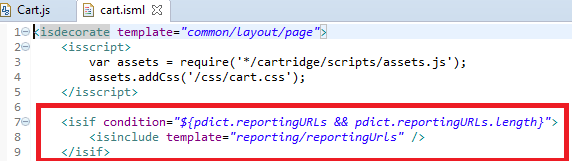 Cart.js cart.isml
1 <isdecorate template="common/layout/page">
2 <isscript>
3 var assets = require('*/cartridge/scripts/assets.js');
4 assets.addCss('/css/cart.css');
5 </isscript>
6
7 <isif condition="${pdict.reportingURLs && pdict.reportingURLs.length}">
8 <isinclude template="reporting/reportingUrls" />
9 </isif>